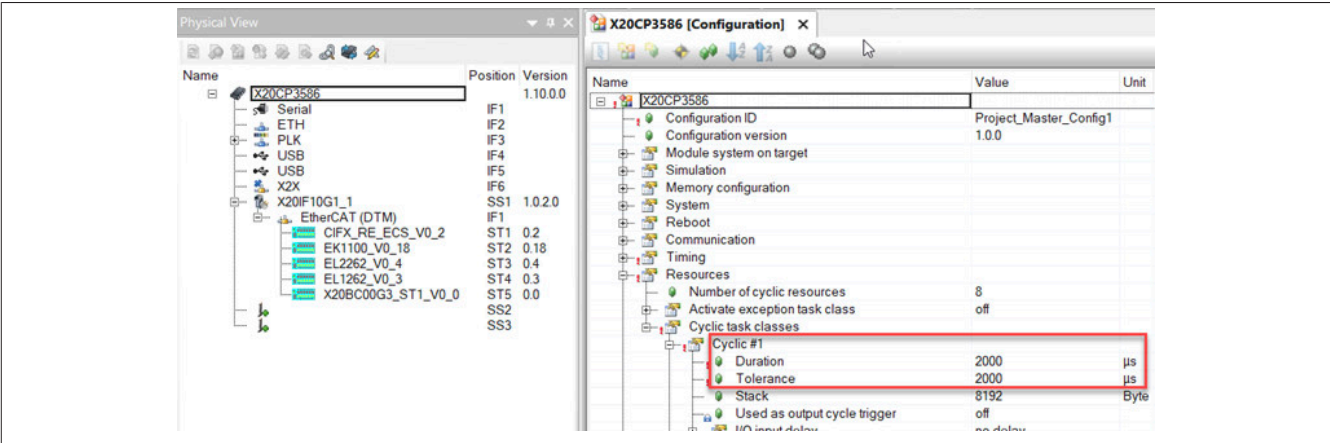 Physical View
Name Position Version
X20CP3586 1.10.0.0
Serial IF1
ETH IF2
PLK IF3
USB IF4
USB IF5
X2X IF6
X20IF10G1_1 SS1 1.0.2.0
EtherCAT (DTM) IF1
CIFX_RE_ECS_V0_2 ST1 0.2
EK1100_V0_18 ST2 0.18
EL2262_V0_4 ST3 0.4
EL1262_V0_3 ST4 0.3
X20BC00G3_ST1_V0_0 ST5 0.0
SS2
SS3
X20CP3586 [Configuration]
Name Value Unit
X20CP3586
Configuration ID Project_Master_Config1
Configuration version 1.0.0
Module system on target
Simulation
Memory configuration
System
Reboot
Communication
Timing
Resources
Number of cyclic resources 8
Activate exception task class off
Cyclic task classes
Cyclic #1
Duration 2000 µs
Tolerance 2000 µs
Stack 8192 Byte
Used as output cycle trigger off
I/O input delay no delay